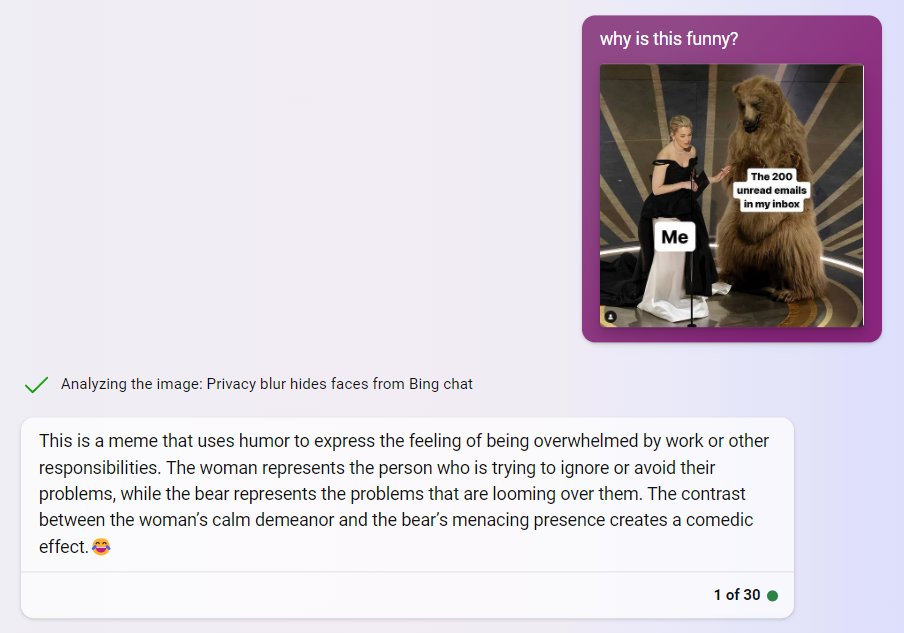 why is this funny?
The 200
unread emails
in my inbox
Me
Analyzing the image: Privacy blur hides faces from Bing chat
This is a meme that uses humor to express the feeling of being overwhelmed by work or other
responsibilities. The woman represents the person who is trying to ignore or avoid their
problems, while the bear represents the problems that are looming over them. The contrast
between the woman’s calm demeanor and the bear’s menacing presence creates a comedic
effect.😂
1 of 30